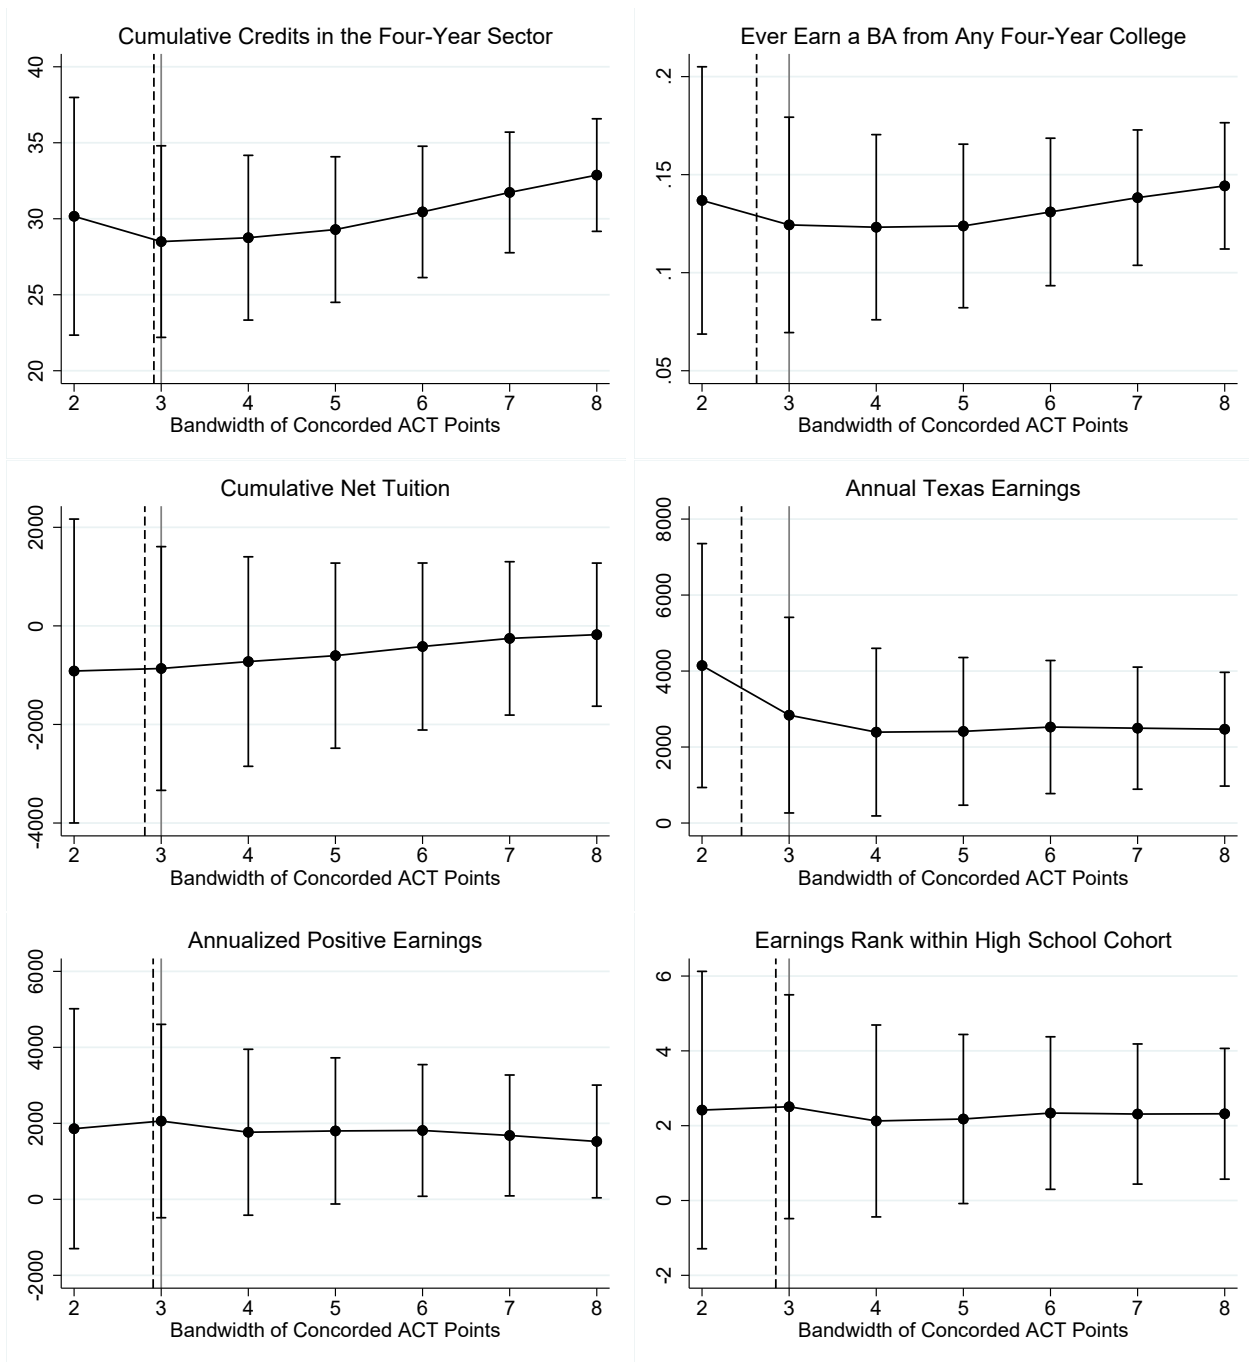 Cumulative Credits in the Four-Year Sector
40
35
30
25
20
2 3 4 5 6 7 8
Bandwidth of Concorded ACT Points
Ever Earn a BA from Any Four-Year College
.2
.15
.1
.05
2 3 4 5 6 7 8
Bandwidth of Concorded ACT Points
Cumulative Net Tuition
2000
0
-2000
-4000
2 3 4 5 6 7 8
Bandwidth of Concorded ACT Points
Annual Texas Earnings
8000
6000
4000
2000
0
2 3 4 5 6 7 8
Bandwidth of Concorded ACT Points
Annualized Positive Earnings
6000
4000
2000
0
-2000
2 3 4 5 6 7 8
Bandwidth of Concorded ACT Points
Earnings Rank within High School Cohort
6
4
2
0
-2
2 3 4 5 6 7 8
Bandwidth of Concorded ACT Points